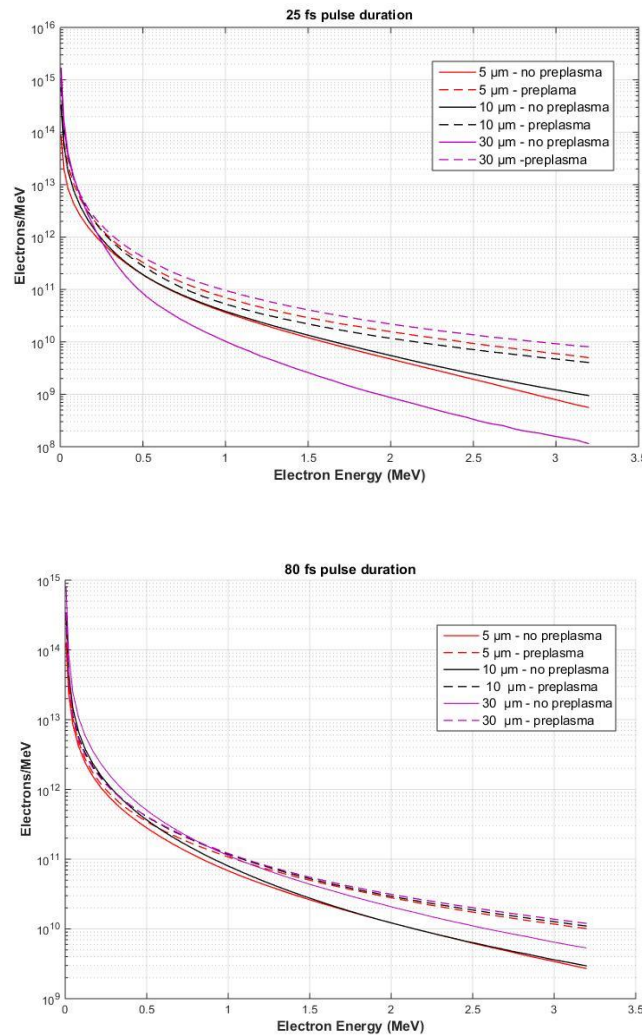 25 fs pulse duration
10^16
10^15
10^14
10^13
10^12
10^11
10^10
10^9
10^8
Electrons/MeV
5 µm - no preplasma
5 µm - preplama
10 µm - no preplasma
10 µm - preplasma
30 µm - no preplasma
30 µm -preplasma
0 0.5 1 1.5 2 2.5 3 3.5
Electron Energy (MeV)
80 fs pulse duration
10^15
10^14
10^13
10^12
10^11
10^10
10^9
Electrons/MeV
5 µm - no preplasma
5 µm - preplasma
10 µm - no preplasma
10 µm - preplasma
30 µm - no preplasma
30 µm - preplasma
0 0.5 1 1.5 2 2.5 3 3.5
Electron Energy (MeV)